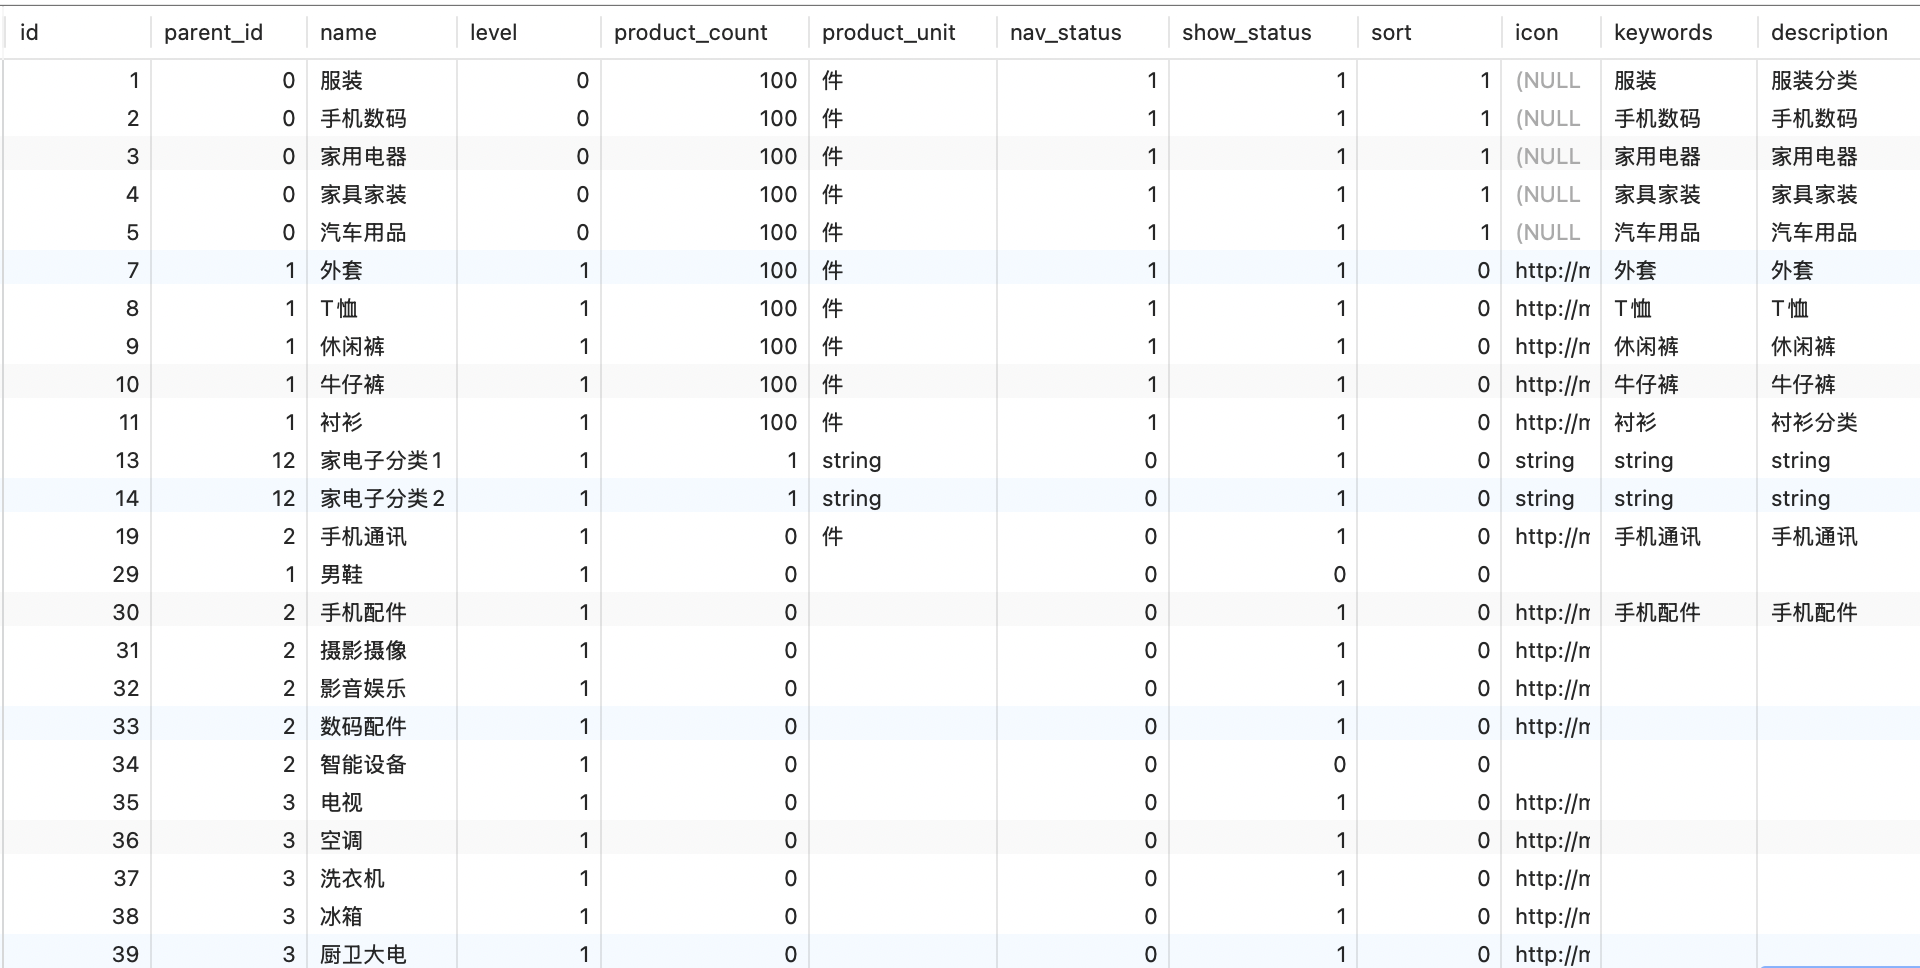 id parent_id name level product_count product_unit nav_status show_status sort icon keywords description
1 0 服装 0 100 件 1 1 1 (NULL 服装 服装分类
2 0 手机数码 0 100 件 1 1 1 (NULL 手机数码 手机数码
3 0 家用电器 0 100 件 1 1 1 (NULL 家用电器 家用电器
4 0 家具家装 0 100 件 1 1 1 (NULL 家具家装 家具家装
5 0 汽车用品 0 100 件 1 1 1 (NULL 汽车用品 汽车用品
7 1 外套 1 100 件 1 1 0 http://m 外套 外套
8 1 T恤 1 100 件 1 1 0 http://m T恤 T恤
9 1 休闲裤 1 100 件 1 1 0 http://m 休闲裤 休闲裤
10 1 牛仔裤 1 100 件 1 1 0 http://m 牛仔裤 牛仔裤
11 1 衬衫 1 100 件 1 1 0 http://m 衬衫 衬衫分类
13 12 家电子分类1 1 1 string 0 1 0 string string string
14 12 家电子分类2 1 1 string 0 1 0 string string string
19 2 手机通讯 1 0 件 0 1 0 http://m 手机通讯 手机通讯
29 1 男鞋 1 0 0 0 0
30 2 手机配件 1 0 0 1 0 http://m 手机配件 手机配件
31 2 摄影摄像 1 0 0 1 0 http://m
32 2 影音娱乐 1 0 0 1 0 http://m
33 2 数码配件 1 0 0 1 0 http://m
34 2 智能设备 1 0 0 0 0
35 3 电视 1 0 0 1 0 http://m
36 3 空调 1 0 0 1 0 http://m
37 3 洗衣机 1 0 0 1 0 http://m
38 3 冰箱 1 0 0 1 0 http://m
39 3 厨卫大电 1 0 0 1 0 http://m